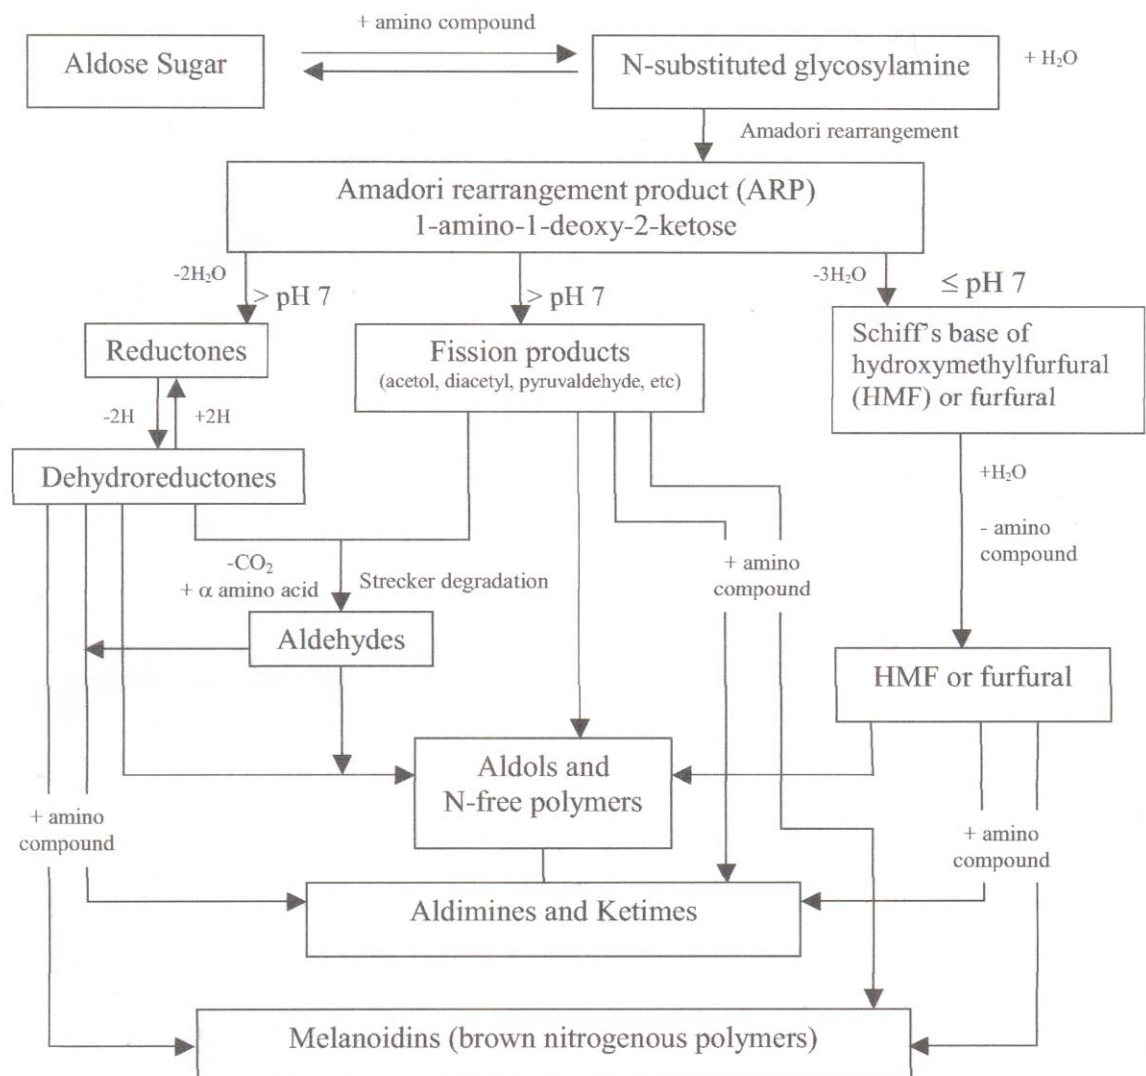 + amino compound
Aldose Sugar
N-substituted glycosylamine
+ H₂O
Amadori rearrangement
Amadori rearrangement product (ARP)
1-amino-1-deoxy-2-ketose
-2H₂O
> pH 7
> pH 7
-3H₂O
≤ pH 7
Reductones
Fission products
(acetol, diacetyl, pyruvaldehyde, etc)
Schiff's base of
hydroxymethylfurfural
(HMF) or furfural
-2H
+2H
Dehydroreductones
+H₂O
- amino
compound
-CO₂
+ α amino acid
Strecker degradation
+ amino
compound
Aldehydes
HMF or furfural
Aldols and
N-free polymers
+ amino
compound
+ amino
compound
Aldimines and Ketimes
Melanoidins (brown nitrogenous polymers)